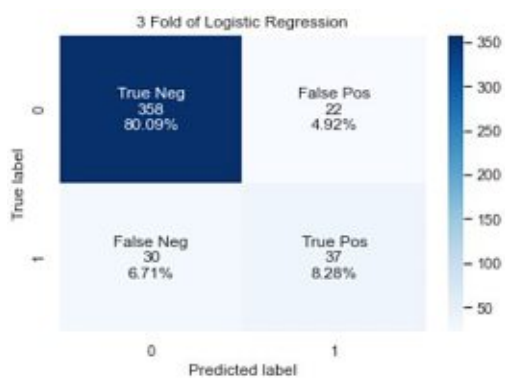 3 Fold of Logistic Regression
True Neg
358
80.09%
False Pos
22
4.92%
False Neg
30
6.71%
True Pos
37
8.28%
0
1
True label
0
1
Predicted label
350
300
250
200
150
100
50